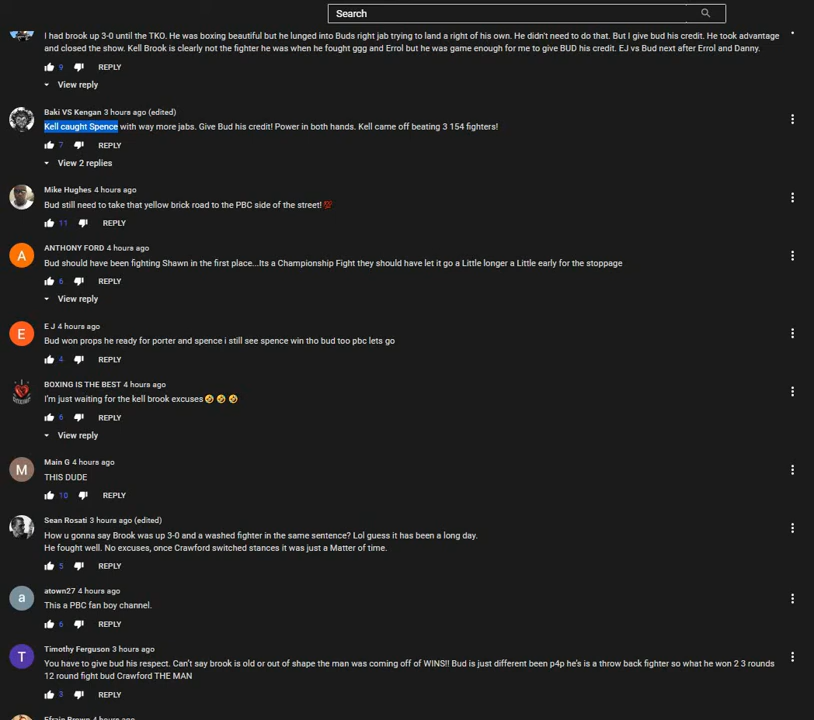 Search
I had brook up 3-0 until the TKO. He was boxing beautiful but he lunged into Buds right jab trying to land a right of his own. He didn't need to do that. But I give bud his credit. He took advantage
and closed the show. Kell Brook is clearly not the fighter he was when he fought ggg and Errol but he was game enough for me to give BUD his credit. EJ vs Bud next after Errol and Danny.
9 REPLY
View reply
Baki VS Kengan 3 hours ago (edited)
Kell caught Spence with way more jabs. Give Bud his credit! Power in both hands. Kell came off beating 3 154 fighters!
7 REPLY
View 2 replies
Mike Hughes 4 hours ago
Bud still need to take that yellow brick road to the PBC side of the street!💯
11 REPLY
A
ANTHONY FORD 4 hours ago
Bud should have been fighting Shawn in the first place...Its a Championship Fight they should have let it go a Little longer a Little early for the stoppage
6 REPLY
View reply
E
E J 4 hours ago
Bud won props he ready for porter and spence i still see spence win tho bud too pbc lets go
4 REPLY
BOXING IS THE BEST 4 hours ago
I'm just waiting for the kell brook excuses🤣 🤣 🤣
6 REPLY
View reply
M
Main G 4 hours ago
THIS DUDE
10 REPLY
Sean Rosati 3 hours ago (edited)
How u gonna say Brook was up 3-0 and a washed fighter in the same sentence? Lol guess it has been a long day.
He fought well. No excuses, once Crawford switched stances it was just a Matter of time.
5 REPLY
a
atown27 4 hours ago
This a PBC fan boy channel.
6 REPLY
T
Timothy Ferguson 3 hours ago
You have to give bud his respect. Can't say brook is old or out of shape the man was coming off of WINS!! Bud is just different been p4p he's is a throw back fighter so what he won 2 3 rounds
12 round fight bud Crawford THE MAN
3 REPLY
Efrain Brown 4 hours ago